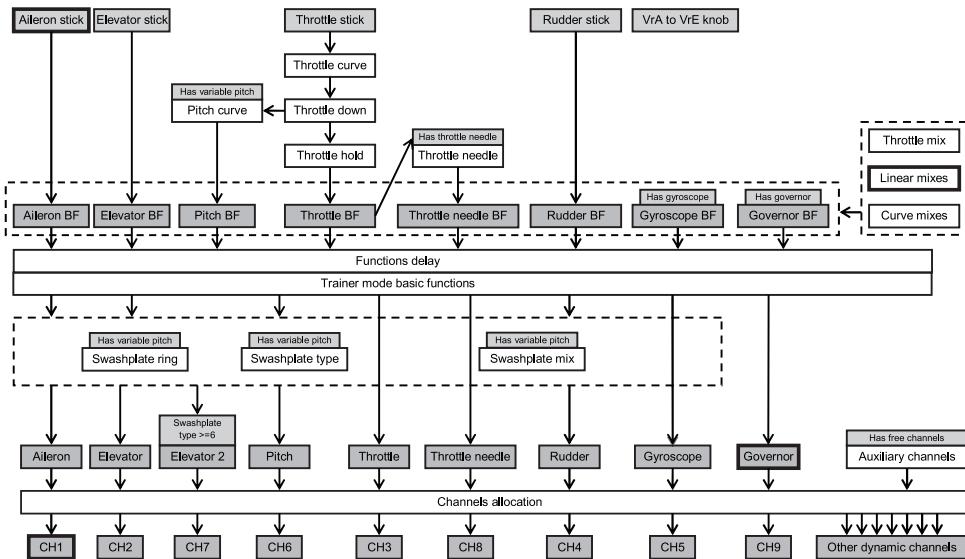 Aileron stick
Elevator stick
Throttle stick
Rudder stick
VrA to VrE knob
Throttle curve
Has variable pitch
Pitch curve
Throttle down
Has throttle needle
Throttle needle
Throttle hold
Throttle mix
Linear mixes
Curve mixes
Aileron BF
Elevator BF
Pitch BF
Throttle BF
Throttle needle BF
Rudder BF
Has gyroscope
Gyroscope BF
Has governor
Governor BF
Functions delay
Trainer mode basic functions
Has variable pitch
Swashplate ring
Has variable pitch
Swashplate type
Has variable pitch
Swashplate mix
Aileron
Elevator
Swashplate
type >=6
Elevator 2
Pitch
Throttle
Throttle needle
Rudder
Gyroscope
Governor
Has free channels
Auxiliary channels
Channels allocation
CH1
CH2
CH7
CH6
CH3
CH8
CH4
CH5
CH9
Other dynamic channels